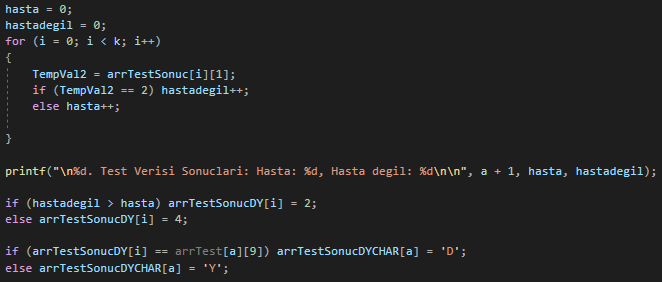 hasta = 0;
hastadegil = 0;
for (i = 0; i < k; i++)
{
TempVal2 = arrTestSonuc[i][1];
if (TempVal2 == 2) hastadegil++;
else hasta++;
}
printf("\n%d. Test Verisi Sonuclari: Hasta: %d, Hasta degil: %d\n\n", a + 1, hasta, hastadegil);
if (hastadegil > hasta) arrTestSonucDY[i] = 2;
else arrTestSonucDY[i] = 4;
if (arrTestSonucDY[i] == arrTest[a][9]) arrTestSonucDYCHAR[a] = 'D';
else arrTestSonucDYCHAR[a] = 'Y';